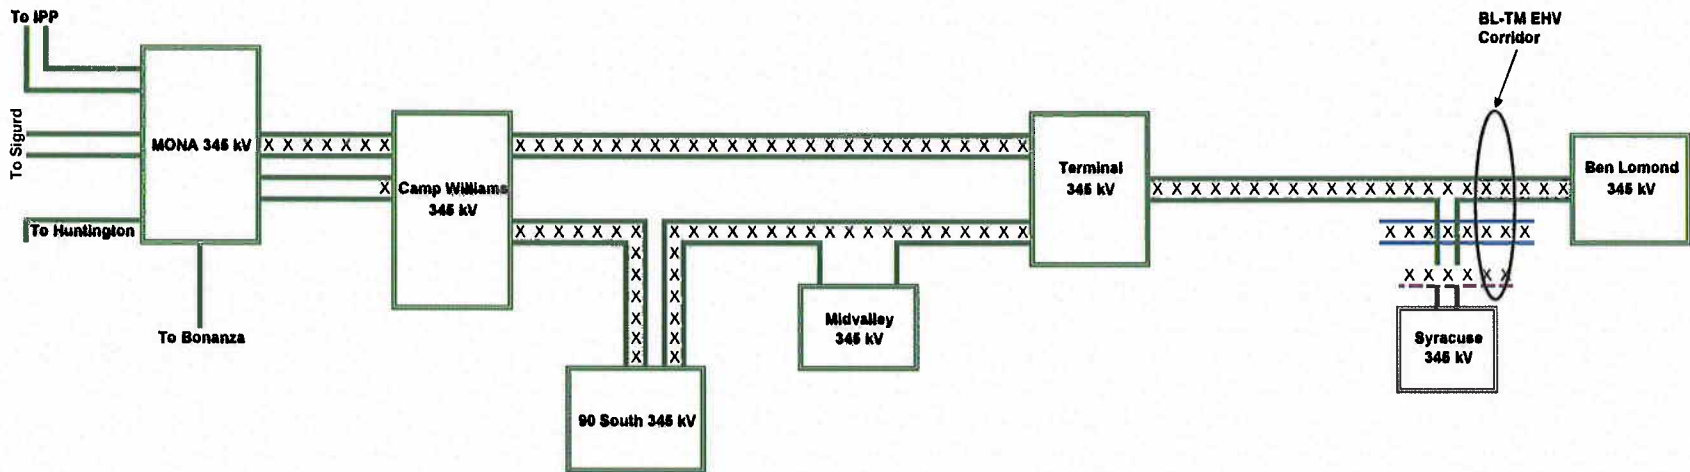 To IPP
BL-TM EHV
Corridor
To Sigurd
MONA 345 kV
Camp Williams
345 kV
Terminal
345 kV
Ben Lomond
345 kV
To Huntington
To Bonanza
Midvalley
345 kV
Syracuse
345 kV
90 South 345 kV